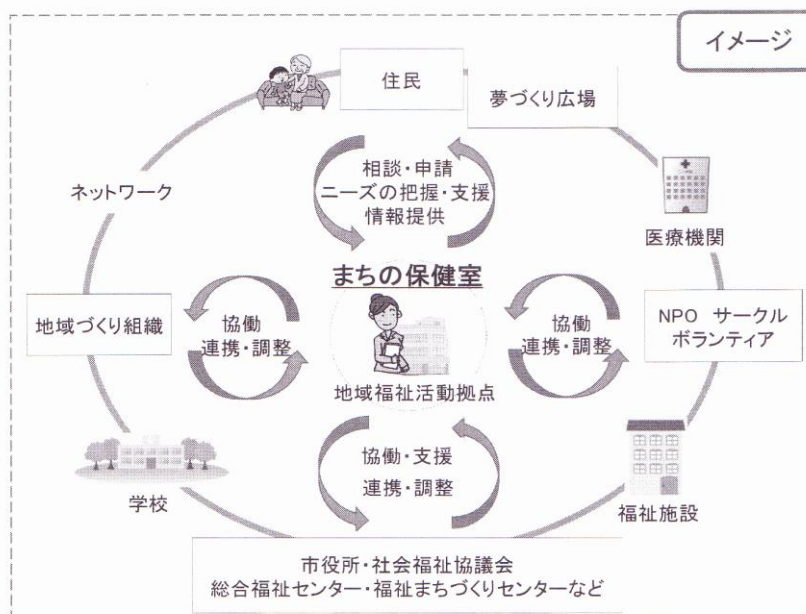 イメージ
住民
夢づくり広場
相談・申請
ニーズの把握・支援
情報提供
ネットワーク
医療機関
まちの保健室
地域づくり組織
協働
連携・調整
協働
連携・調整
NPO サークル
ボランティア
地域福祉活動拠点
協働・支援
連携・調整
学校
福祉施設
市役所・社会福祉協議会
総合福祉センター・福祉まちづくりセンターなど